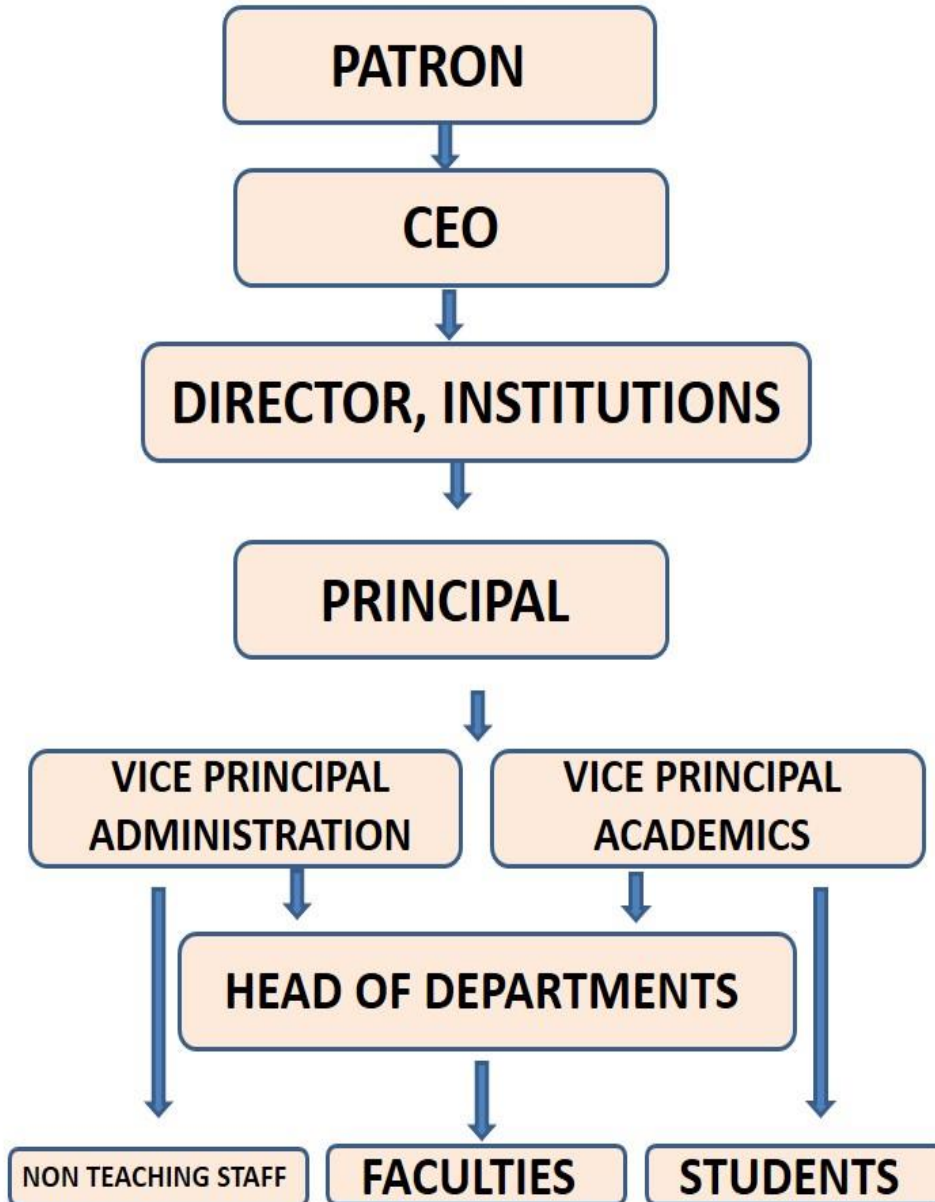 PATRON
CEO
DIRECTOR, INSTITUTIONS
PRINCIPAL
VICE PRINCIPAL
ADMINISTRATION
VICE PRINCIPAL
ACADEMICS
HEAD OF DEPARTMENTS
NON TEACHING STAFF
FACULTIES
STUDENTS